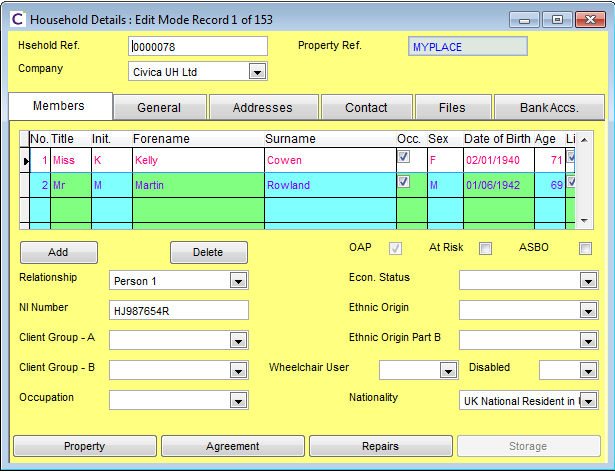 C Household Details : Edit Mode Record 1 of 153
Hsehold Ref. 0000078 Property Ref. MYPLACE
Company Civica UH Ltd
Members General Addresses Contact Files Bank Accs.
No. Title Init. Forename Surname Occ. Sex Date of Birth Age Li
1 Miss K Kelly Cowen F 02/01/1940 71
2 Mr M Martin Rowland M 01/06/1942 69
Add Delete OAP At Risk ASBO
Relationship Person 1 Econ. Status
NI Number HJ987654R Ethnic Origin
Client Group - A Ethnic Origin Part B
Client Group - B Wheelchair User Disabled
Occupation Nationality UK National Resident in
Property Agreement Repairs Storage